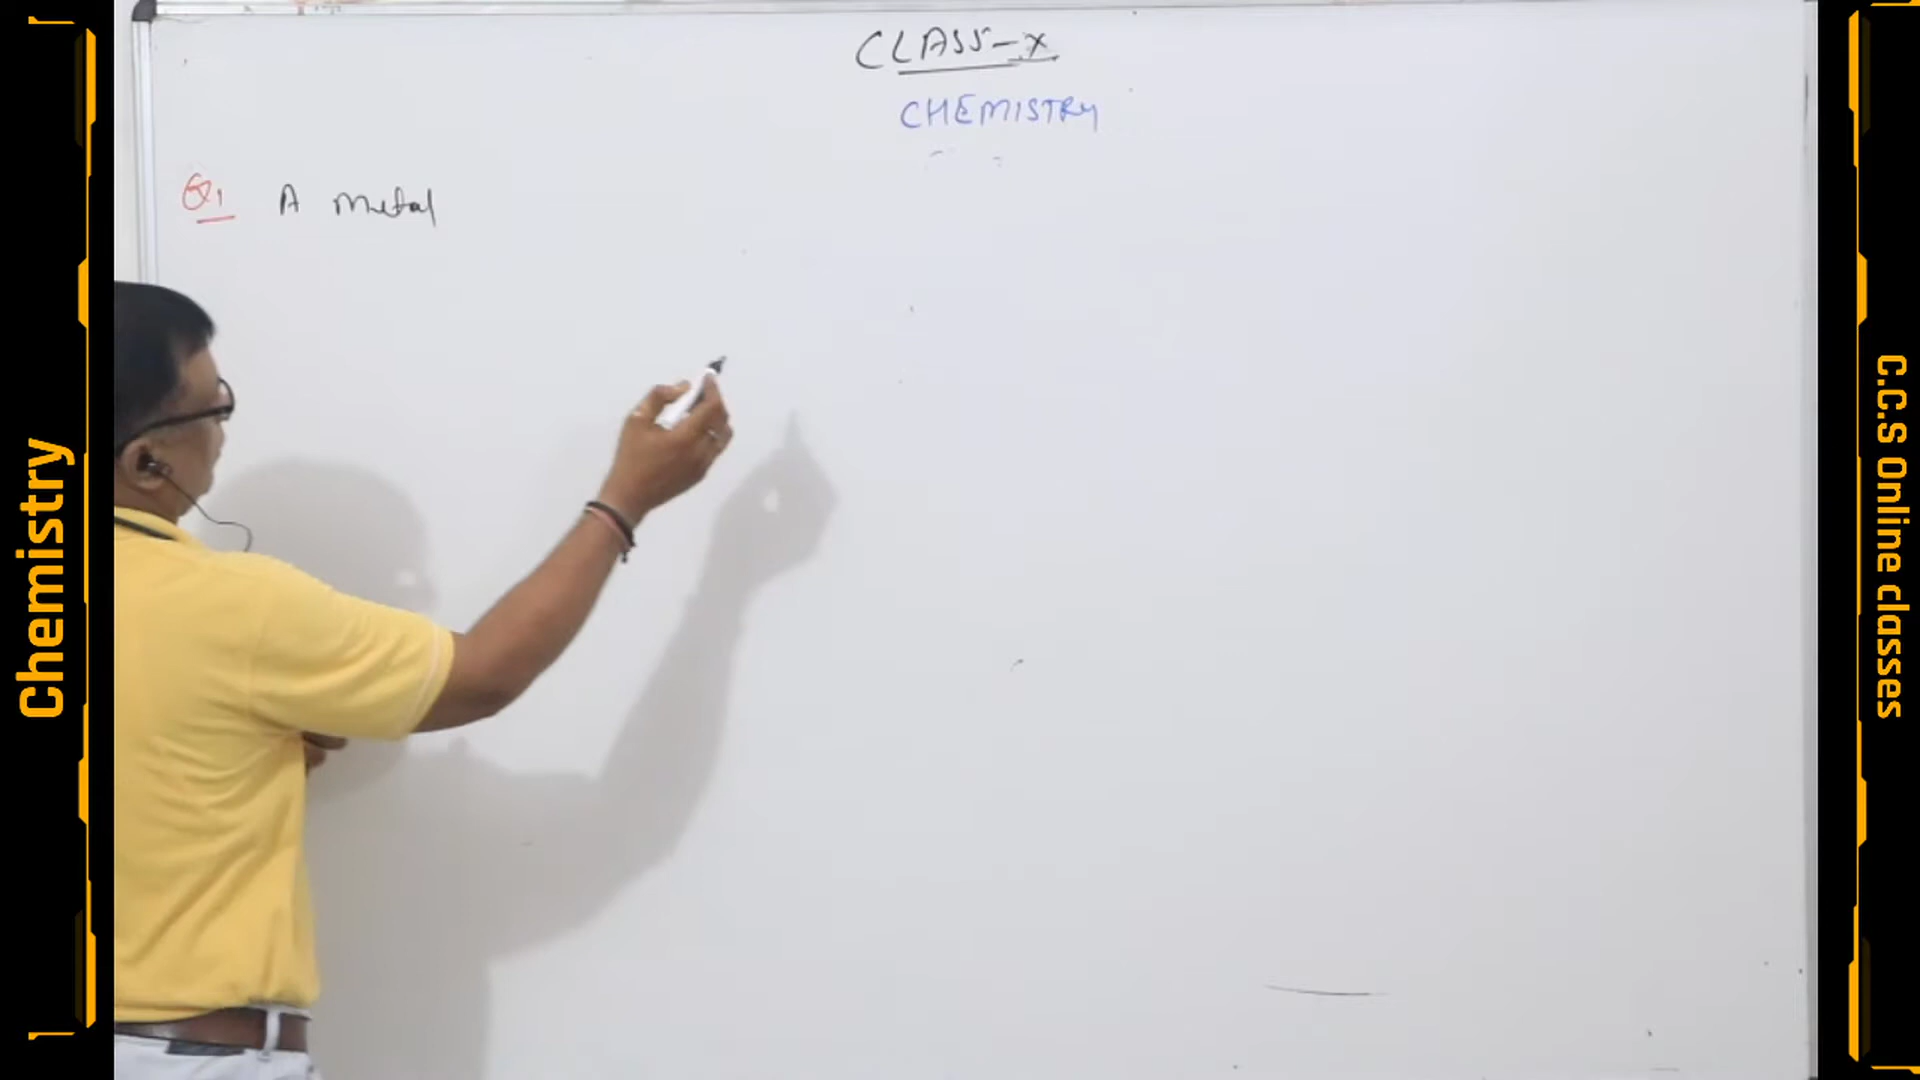 CLASS-X
CHEMISTRY
Q1 A metal
Chemistry
C.C.S Online classes